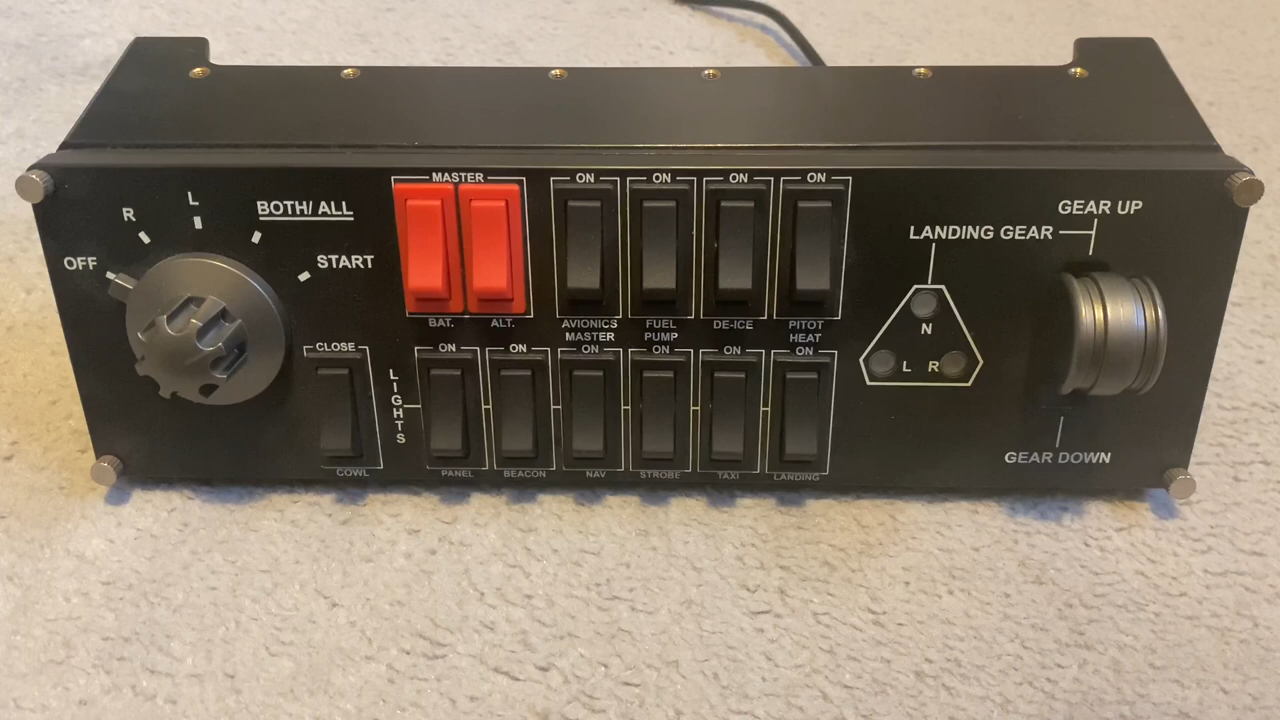 OFF
R
L
BOTH/ ALL
START
MASTER
BAT.
ALT.
ON
ON
ON
ON
AVIONICS
MASTER
FUEL
PUMP
DE-ICE
PITOT
HEAT
LANDING GEAR
GEAR UP
N
L
R
GEAR DOWN
CLOSE
COWL
LIGHTS
ON
ON
ON
ON
ON
ON
PANEL
BEACON
NAV
STROBE
TAXI
LANDING